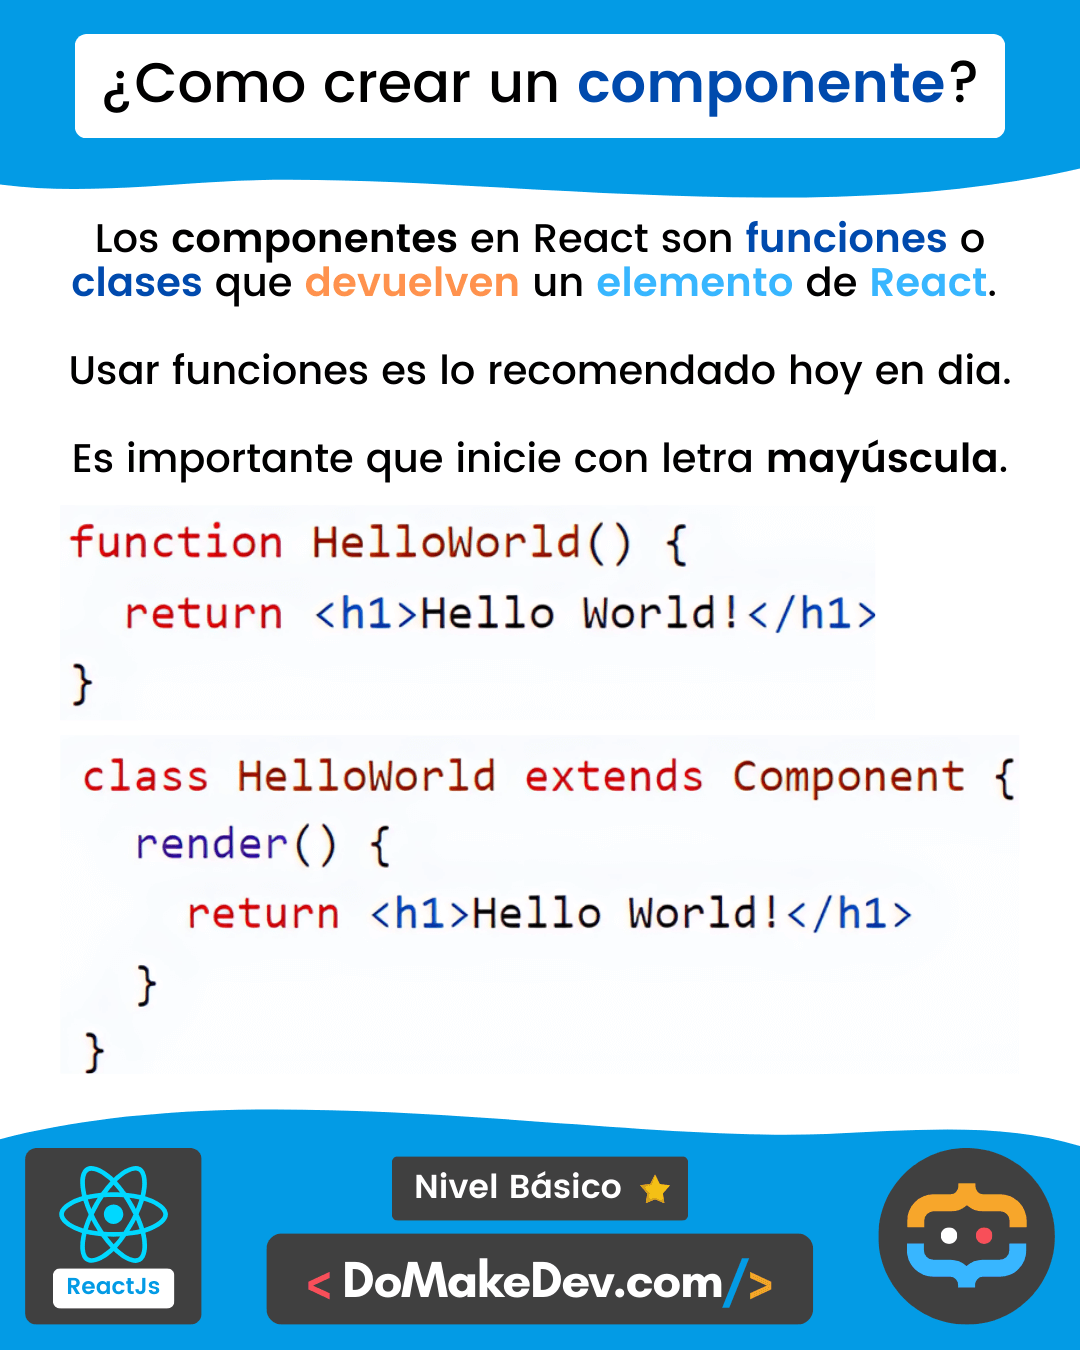 ¿Como crear un componente?
Los componentes en React son funciones o
clases que devuelven un elemento de React.
Usar funciones es lo recomendado hoy en dia.
Es importante que inicie con letra mayúscula.
function HelloWorld() {
  return <h1>Hello World!</h1>
}
class HelloWorld extends Component {
  render() {
    return <h1>Hello World!</h1>
  }
}
Nivel Básico
ReactJs
< DoMakeDev.com/>